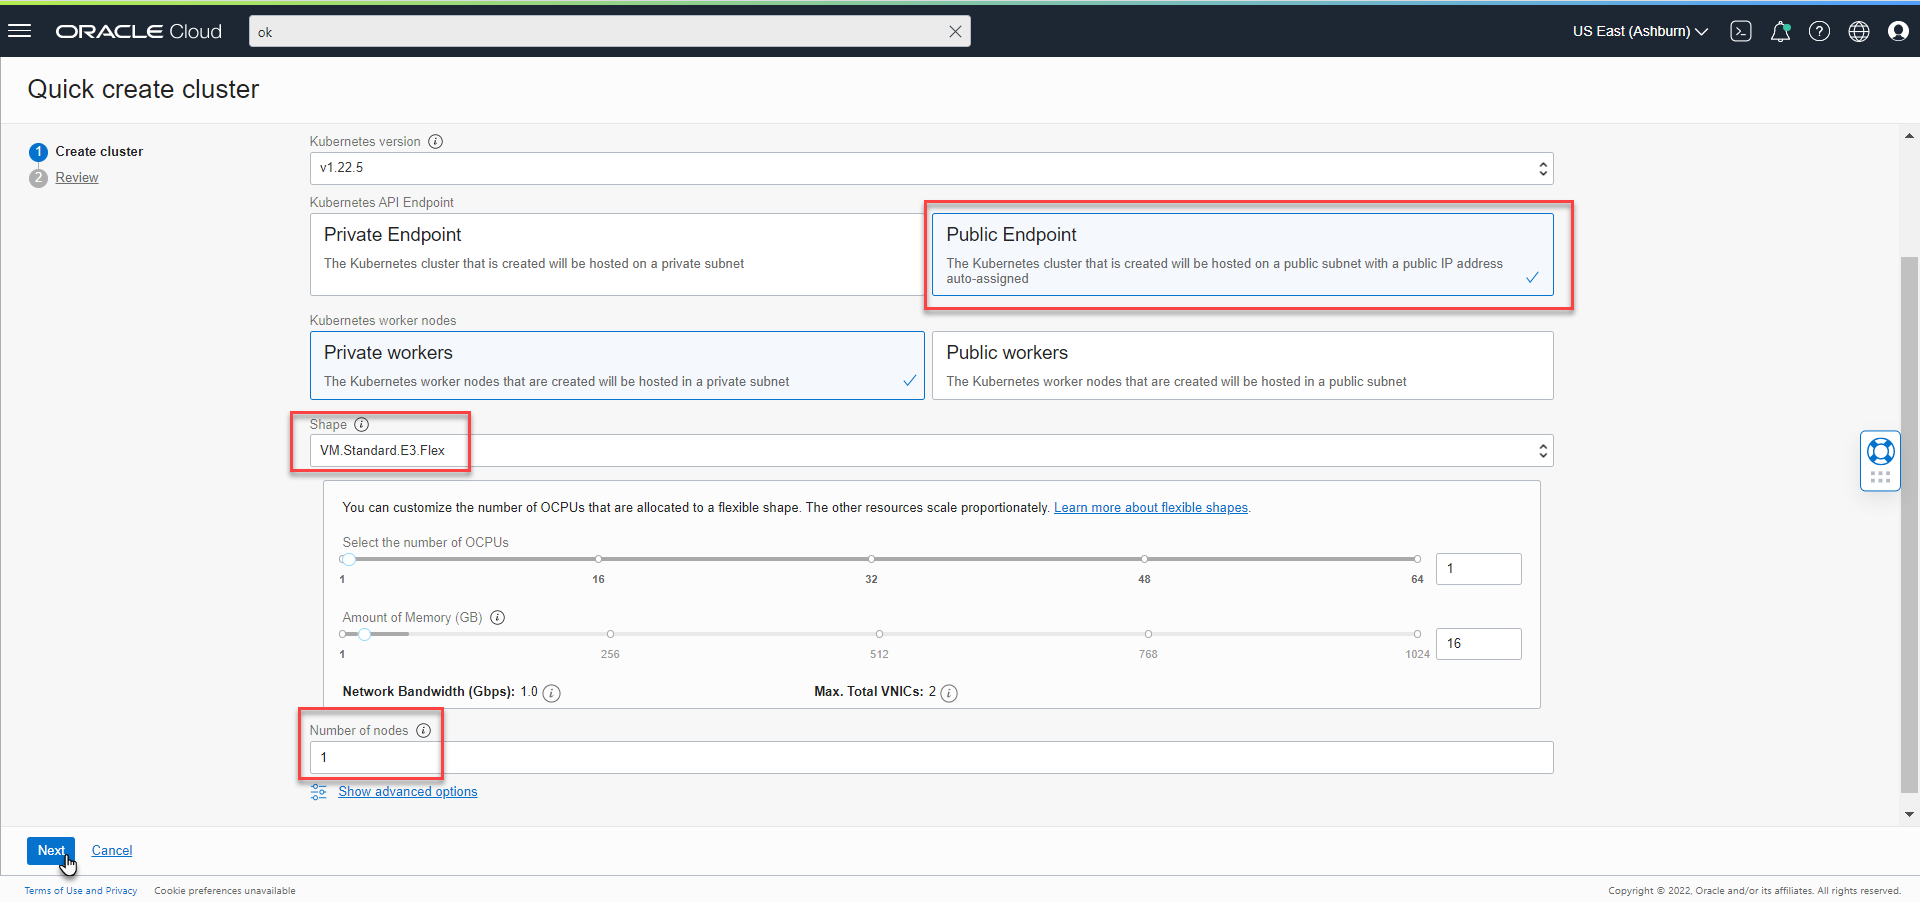 ORACLE Cloud
ok
US East (Ashburn)
Quick create cluster
1 Create cluster
2 Review
Kubernetes version
v1.22.5
Kubernetes API Endpoint
Private Endpoint
The Kubernetes cluster that is created will be hosted on a private subnet
Public Endpoint
The Kubernetes cluster that is created will be hosted on a public subnet with a public IP address
auto-assigned
Kubernetes worker nodes
Private workers
The Kubernetes worker nodes that are created will be hosted in a private subnet
Public workers
The Kubernetes worker nodes that are created will be hosted in a public subnet
Shape
VM.Standard.E3.Flex
You can customize the number of OCPUs that are allocated to a flexible shape. The other resources scale proportionately. Learn more about flexible shapes.
Select the number of OCPUs
1 16 32 48 64
1
Amount of Memory (GB)
1 256 512 768 1024
16
Network Bandwidth (Gbps): 1.0
Max. Total VNICs: 2
Number of nodes
1
Show advanced options
Next
Cancel
Terms of Use and Privacy
Cookie preferences unavailable
Copyright © 2022, Oracle and/or its affiliates. All rights reserved.